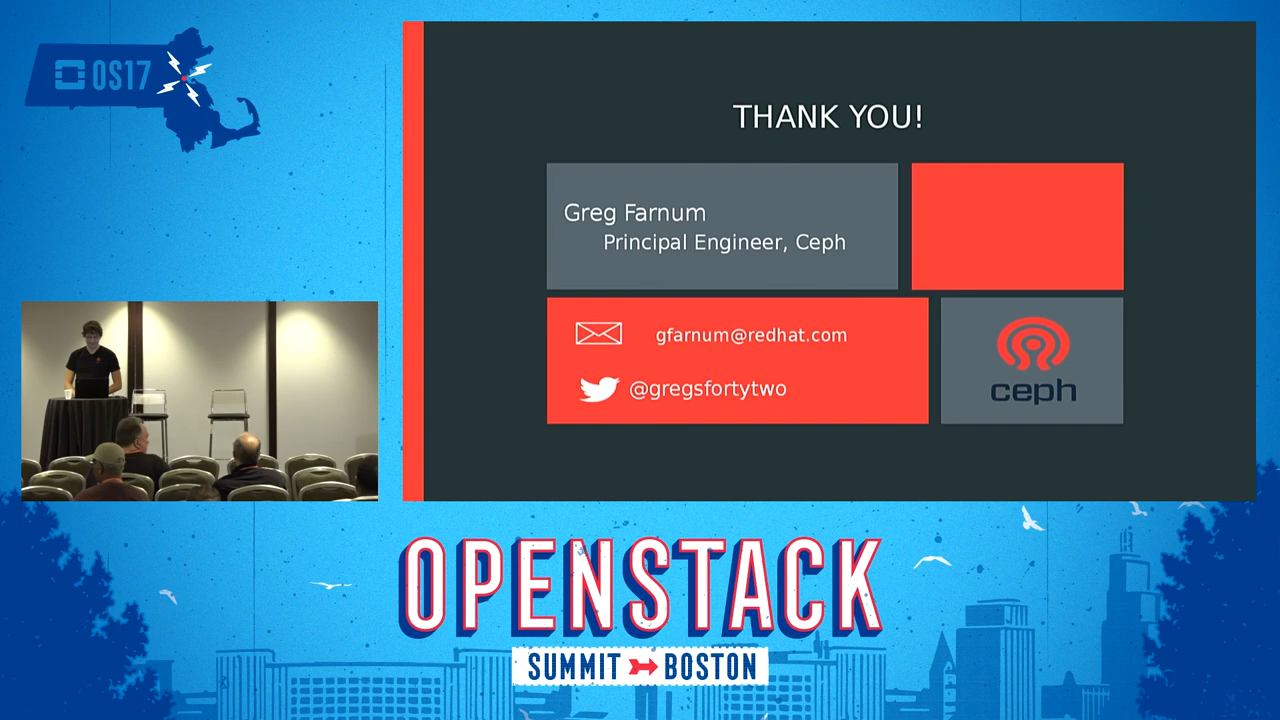 OS17
THANK YOU!
Greg Farnum
Principal Engineer, Ceph
gfarnum@redhat.com
@gregsfortytwo
ceph
OPENSTACK
SUMMIT BOSTON